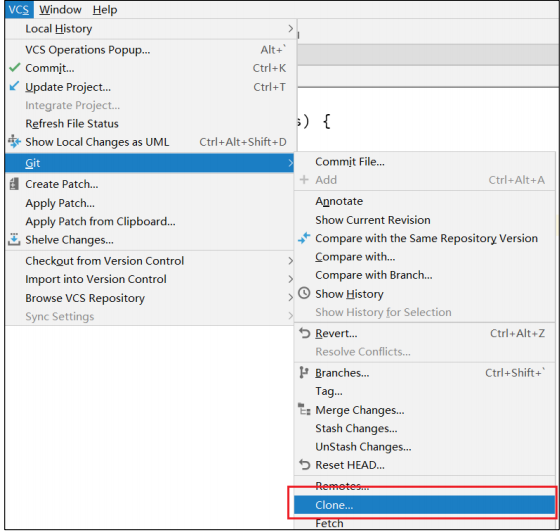 VCS Window Help
Local History
VCS Operations Popup... Alt+`
Commit... Ctrl+K
Update Project... Ctrl+T
Integrate Project...
Refresh File Status
Show Local Changes as UML Ctrl+Alt+Shift+D
) {
Git
Create Patch...
Apply Patch...
Apply Patch from Clipboard...
Shelve Changes...
Checkout from Version Control
Import into Version Control
Browse VCS Repository
Sync Settings
Commit File...
Add Ctrl+Alt+A
Annotate
Show Current Revision
Compare with the Same Repository Version
Compare with...
Compare with Branch...
Show History
Show History for Selection
Revert... Ctrl+Alt+Z
Resolve Conflicts...
Branches... Ctrl+Shift+`
Tag...
Merge Changes...
Stash Changes...
UnStash Changes...
Reset HEAD...
Remotes...
Clone...
Fetch